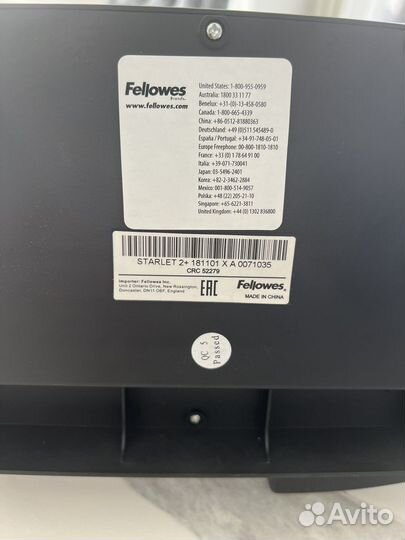 Fellowes
Brands™
www.fellowes.com
United States: 1-800-955-0959
Australia: 1800 33 11 77
Benelux: +31-(0)-13-458-0580
Canada: 1-800-665-4339
China: +86-0512-81880363
Deutschland: +49 (0)511 545489-0
España / Portugal: +34-91-748-05-01
Europe Freephone: 00-800-1810-1810
France: +33 (0) 1 78 64 91 00
Italia: +39-071-730041
Japan: 03-5496-2401
Korea: +82-2-3462-2884
Mexico: 001-800-514-9057
Polska: +48 (22) 205-21-10
Singapore: +65-6221-3811
United Kingdom: +44 (0) 1302 836800
STARLET 2+ 181101 X A 0071035
CRC 52279
Importer: Fellowes Inc.
Unit 2 Ontario Drive, New Rossington,
Doncaster, DN11 OBF, England
EAC
Fellowes.
MADE IN CHINA
QC 5
Passed
Avito